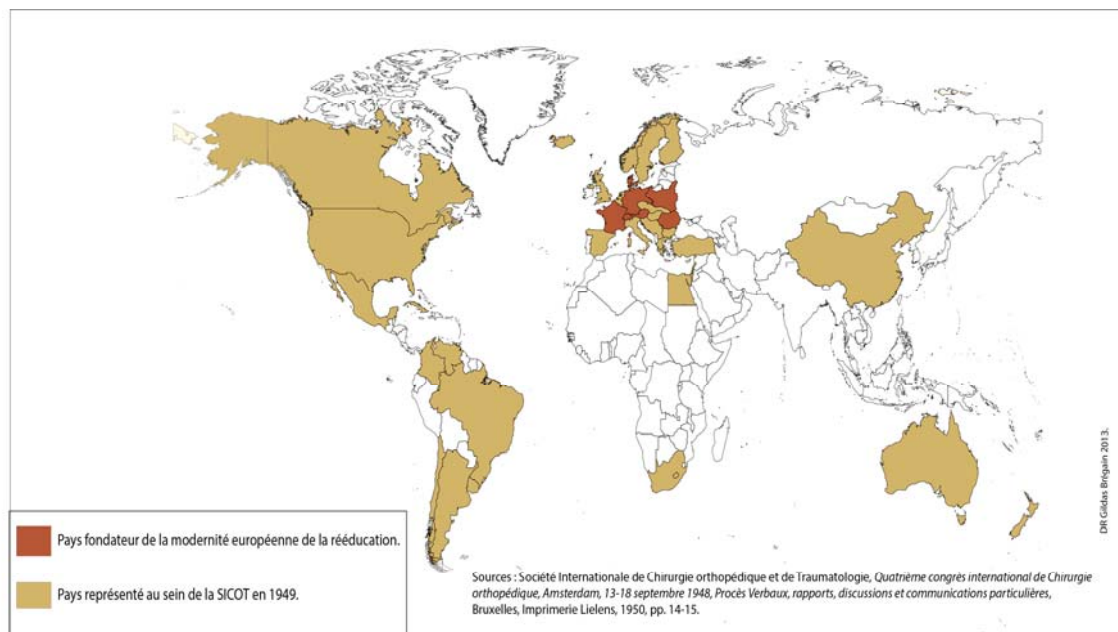 Pays fondateur de la modernité européenne de la rééducation.
Pays représenté au sein de la SICOT en 1949.
Sources : Société Internationale de Chirurgie orthopédique et de Traumatologie, Quatrième congrès international de Chirurgie
orthopédique, Amsterdam, 13-18 septembre 1948, Procès Verbaux, rapports, discussions et communications particulières,
Bruxelles, Imprimerie Lielens, 1950, pp. 14-15.
DR Gildas Brégain 2013.